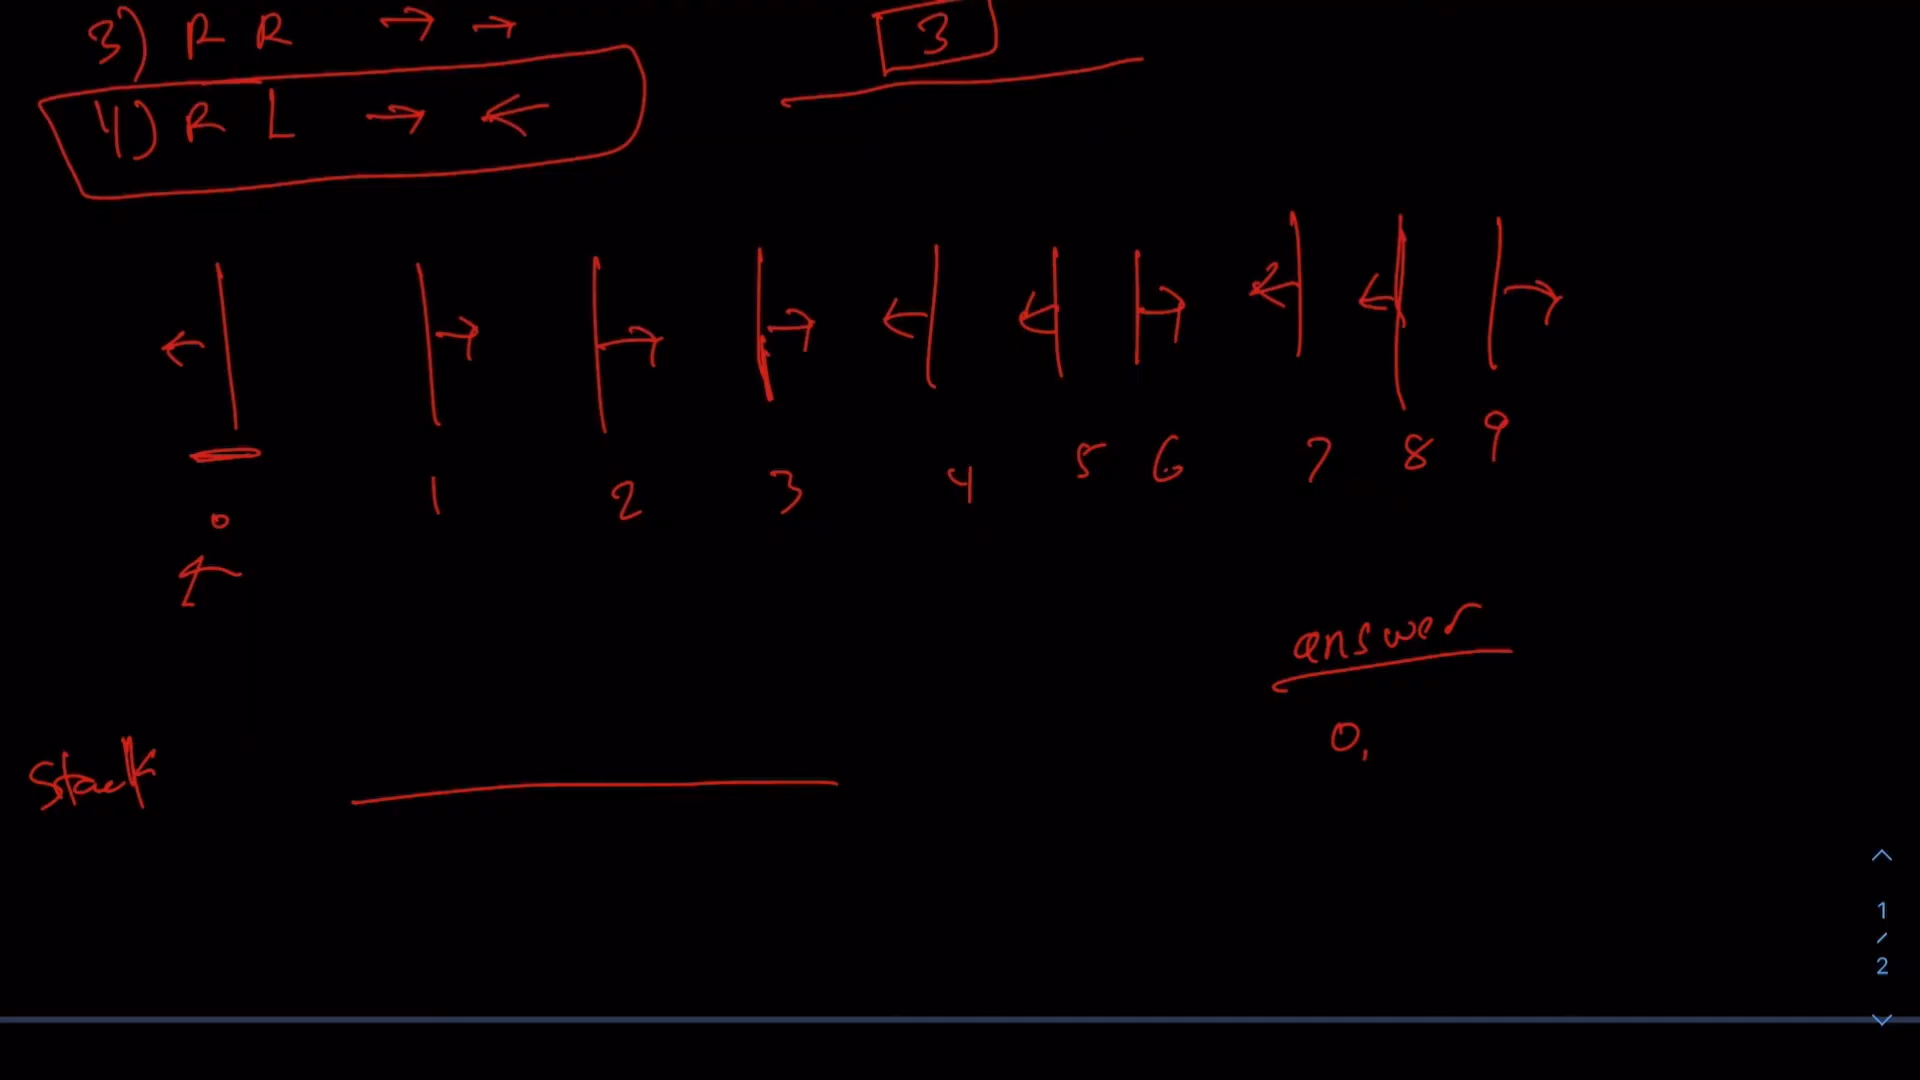 3) R R → →
3
4) R L → ←
0 1 2 3 4 5 6 7 8 9
answer
0,
Stack
1
/
2